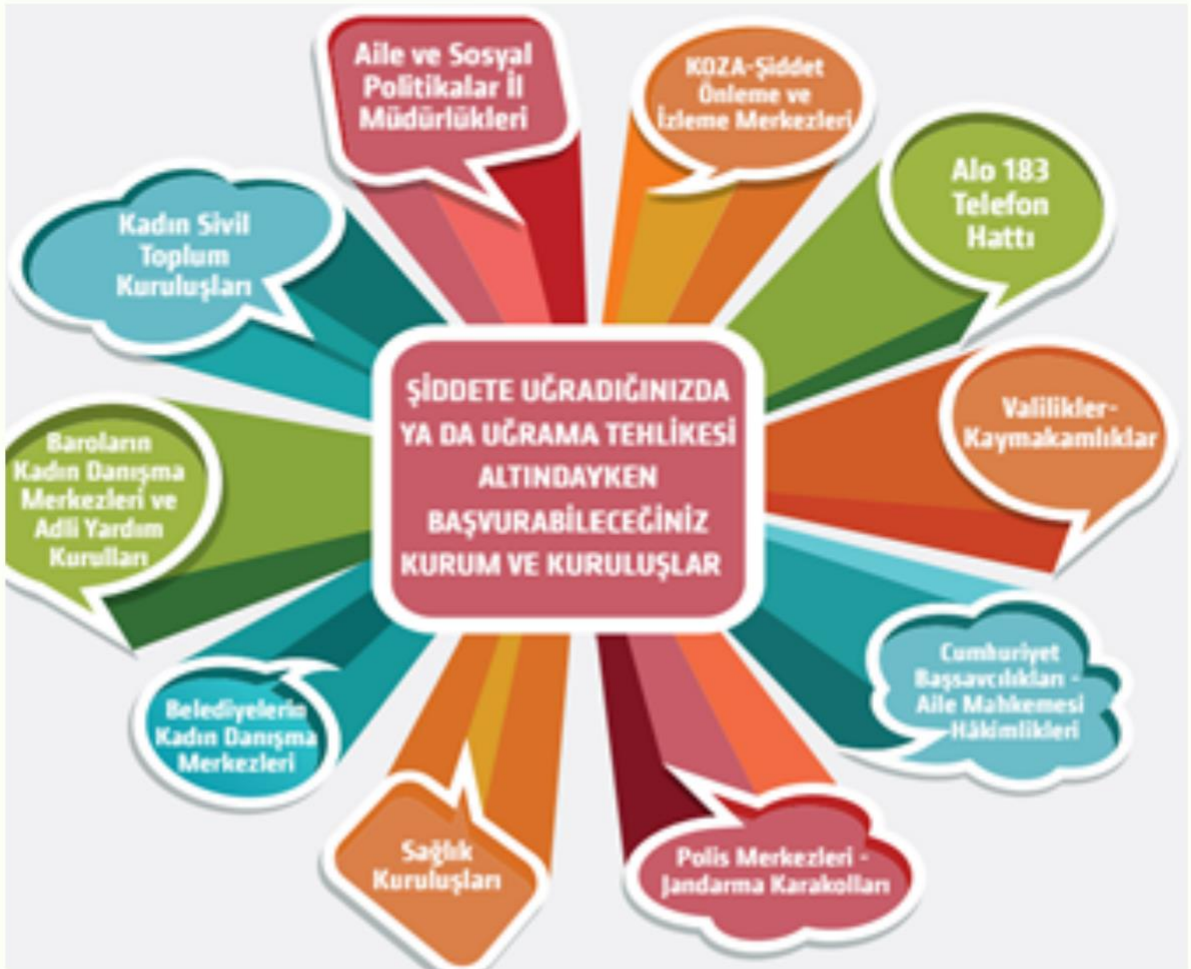 Aile ve Sosyal
Politikalar İl
Müdürlükleri
KOZA-Şiddet
Önleme ve
İzleme Merkezleri
Alo 183
Telefon
Hattı
Kadın Sivil
Toplum
Kuruluşları
ŞİDDETE UĞRADIĞINIZDA
YA DA UĞRAMA TEHLİKESİ
ALTINDAYKEN
BAŞVURABİLECEĞİNİZ
KURUM VE KURULUŞLAR
Valilikler-
Kaymakamlıklar
Baroların
Kadın Danışma
Merkezleri ve
Adli Yardım
Kurulları
Cumhuriyet
Başsavcılıkları -
Aile Mahkemesi
Hâkimlikleri
Belediyelerin
Kadın Danışma
Merkezleri
Sağlık
Kuruluşları
Polis Merkezleri -
Jandarma Karakolları